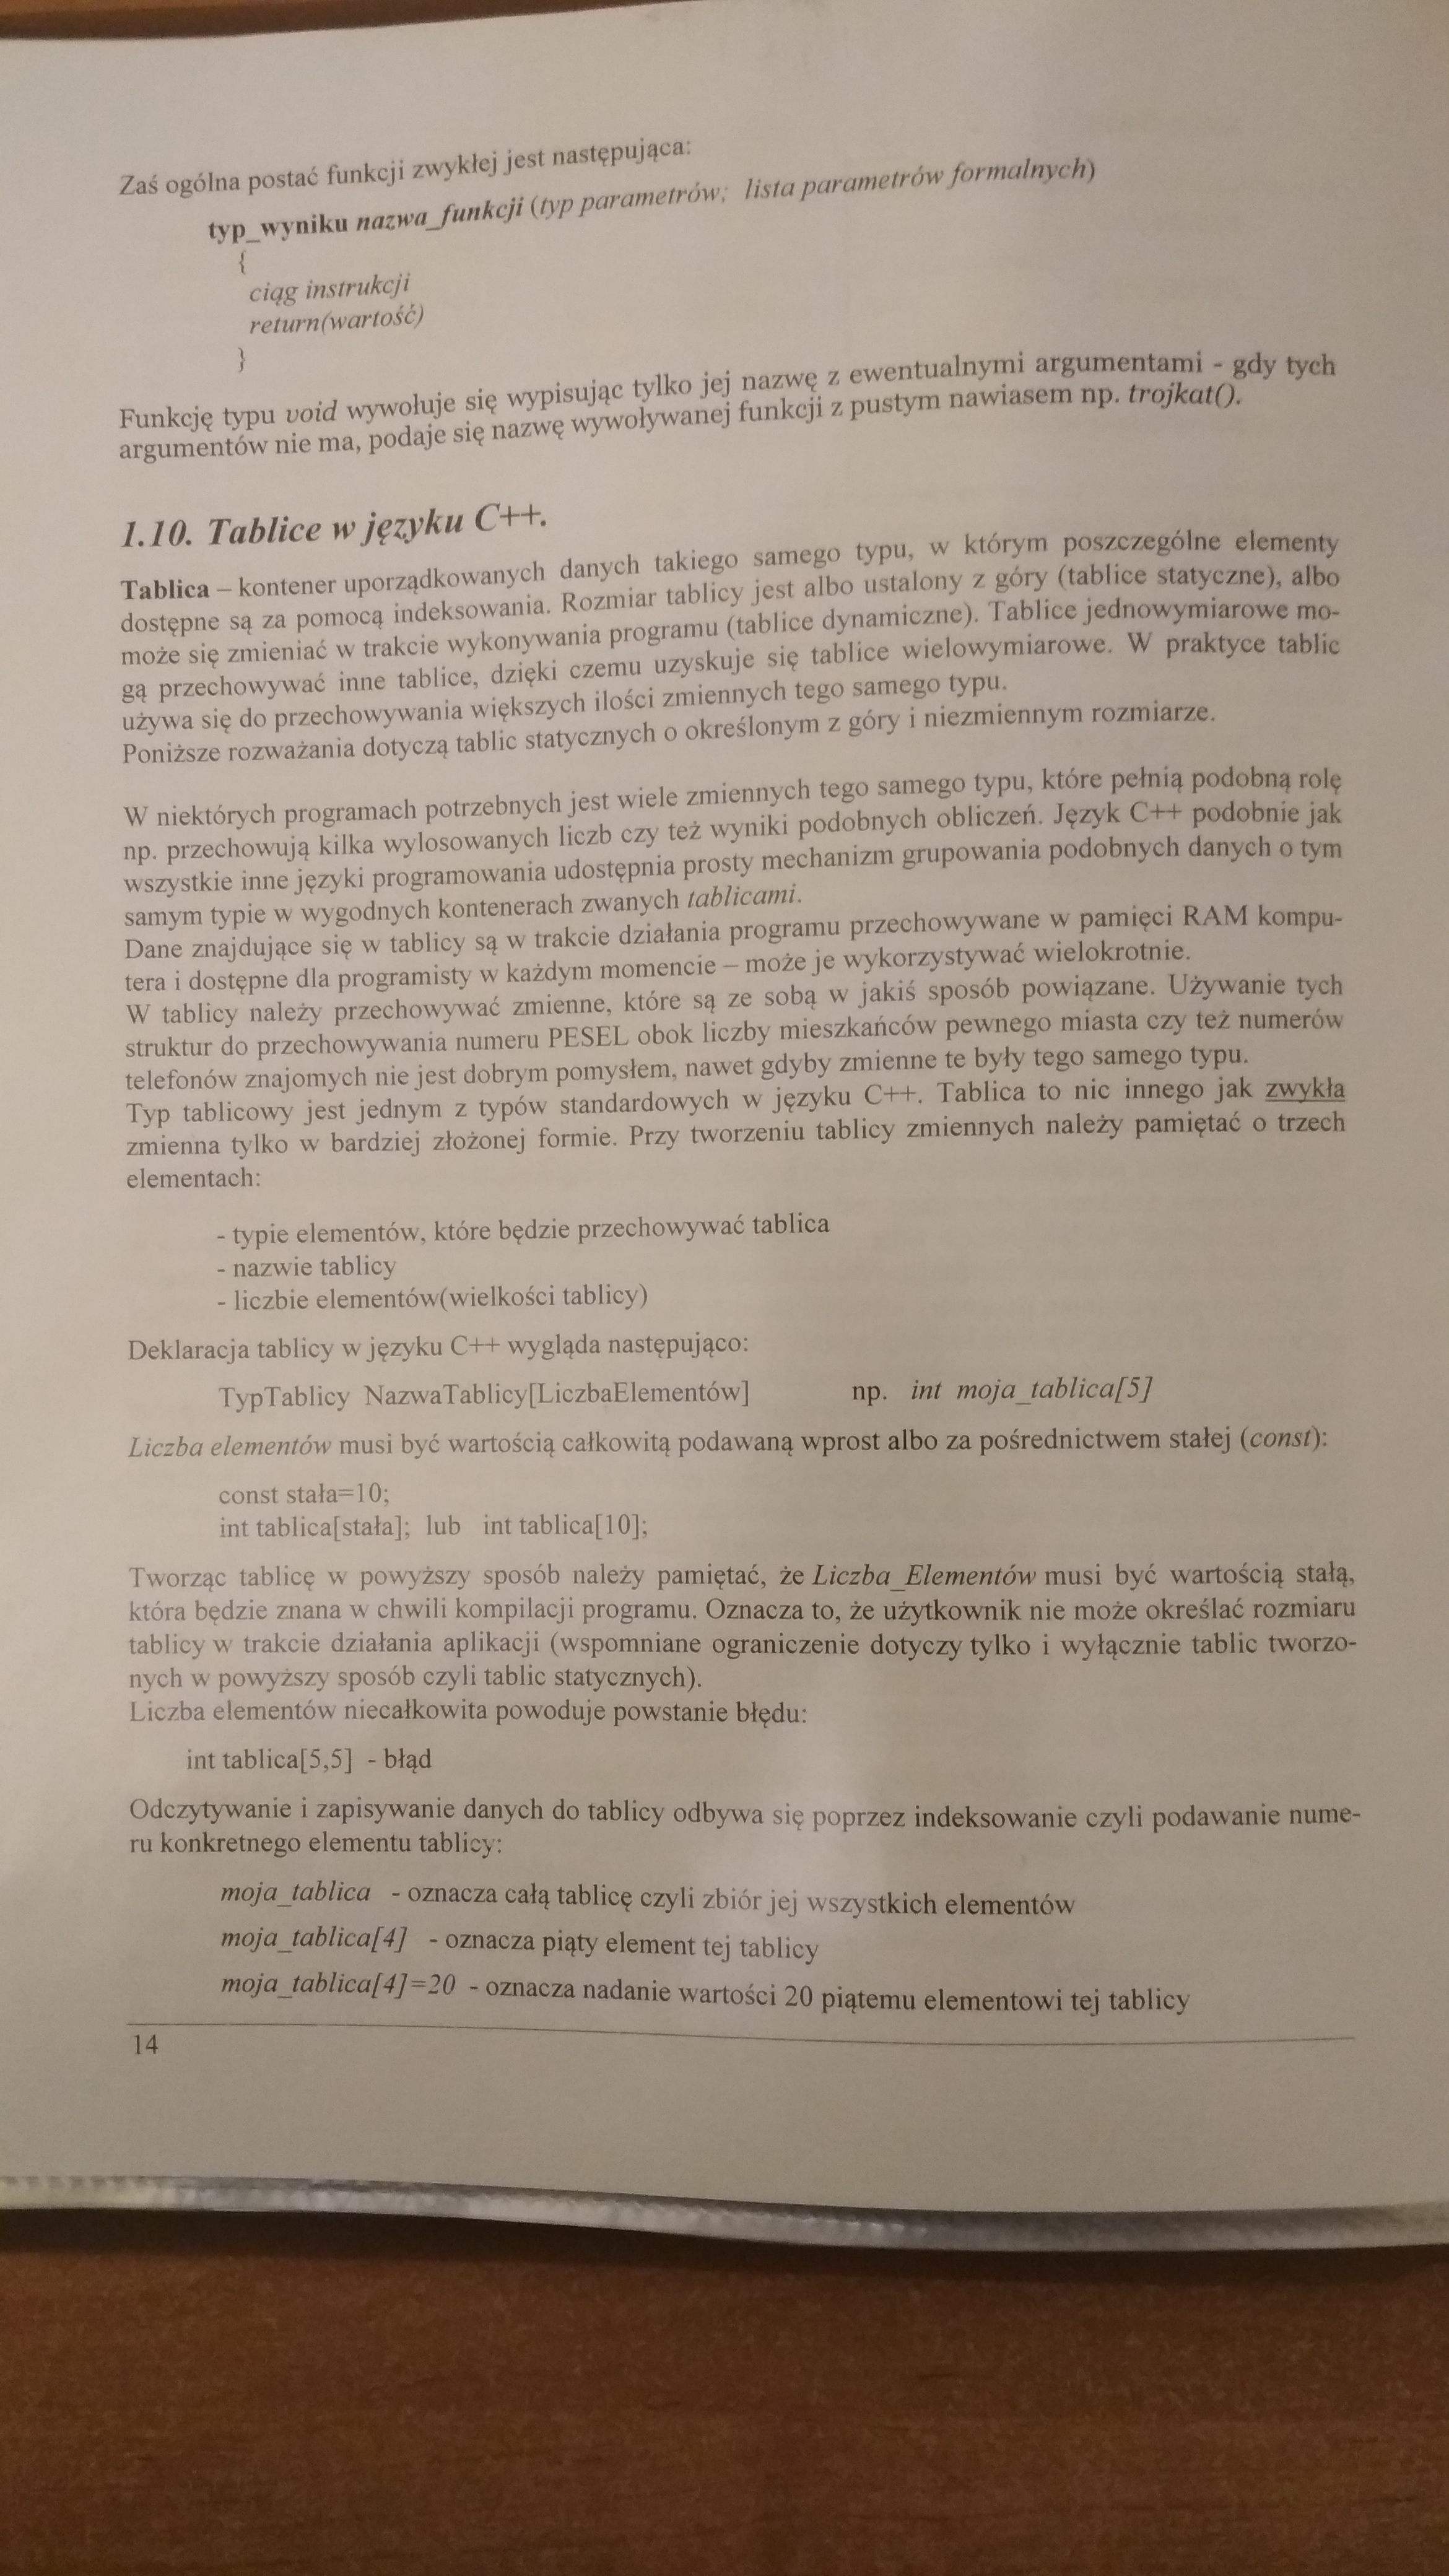 Zaś ogólna postać funkcji zwykłej jest następująca:
typ_wyniku nazwa_funkcji (typ parametrów; lista parametrów formalnych)
{
ciąg instrukcji
return(wartość)
}
Funkcję typu void wywołuje się wypisując tylko jej nazwę z ewentualnymi argumentami - gdy tych
argumentów nie ma, podaje się nazwę wywoływanej funkcji z pustym nawiasem np. trojkat().
1.10. Tablice w języku C++.
Tablica – kontener uporządkowanych danych takiego samego typu, w którym poszczególne elementy
dostępne są za pomocą indeksowania. Rozmiar tablicy jest albo ustalony z góry (tablice statyczne), albo
może się zmieniać w trakcie wykonywania programu (tablice dynamiczne). Tablice jednowymiarowe mo-
gą przechowywać inne tablice, dzięki czemu uzyskuje się tablice wielowymiarowe. W praktyce tablic
używa się do przechowywania większych ilości zmiennych tego samego typu.
Poniższe rozważania dotyczą tablic statycznych o określonym z góry i niezmiennym rozmiarze.
W niektórych programach potrzebnych jest wiele zmiennych tego samego typu, które pełnią podobną rolę
np. przechowują kilka wylosowanych liczb czy też wyniki podobnych obliczeń. Język C++ podobnie jak
wszystkie inne języki programowania udostępnia prosty mechanizm grupowania podobnych danych o tym
samym typie w wygodnych kontenerach zwanych tablicami.
Dane znajdujące się w tablicy są w trakcie działania programu przechowywane w pamięci RAM kompu-
tera i dostępne dla programisty w każdym momencie – może je wykorzystywać wielokrotnie.
W tablicy należy przechowywać zmienne, które są ze sobą w jakiś sposób powiązane. Używanie tych
struktur do przechowywania numeru PESEL obok liczby mieszkańców pewnego miasta czy też numerów
telefonów znajomych nie jest dobrym pomysłem, nawet gdyby zmienne te były tego samego typu.
Typ tablicowy jest jednym z typów standardowych w języku C++. Tablica to nic innego jak zwykła
zmienna tylko w bardziej złożonej formie. Przy tworzeniu tablicy zmiennych należy pamiętać o trzech
elementach:
- typie elementów, które będzie przechowywać tablica
- nazwie tablicy
- liczbie elementów(wielkości tablicy)
Deklaracja tablicy w języku C++ wygląda następująco:
TypTablicy NazwaTablicy[LiczbaElementów] np. int moja_tablica[5]
Liczba elementów musi być wartością całkowitą podawaną wprost albo za pośrednictwem stałej (const):
const stała=10;
int tablica[stała]; lub int tablica[10];
Tworząc tablicę w powyższy sposób należy pamiętać, że Liczba_Elementów musi być wartością stałą,
która będzie znana w chwili kompilacji programu. Oznacza to, że użytkownik nie może określać rozmiaru
tablicy w trakcie działania aplikacji (wspomniane ograniczenie dotyczy tylko i wyłącznie tablic tworzo-
nych w powyższy sposób czyli tablic statycznych).
Liczba elementów niecałkowita powoduje powstanie błędu:
int tablica[5,5] - błąd
Odczytywanie i zapisywanie danych do tablicy odbywa się poprzez indeksowanie czyli podawanie nume-
ru konkretnego elementu tablicy:
moja_tablica - oznacza całą tablicę czyli zbiór jej wszystkich elementów
moja_tablica[4] - oznacza piąty element tej tablicy
moja_tablica[4]=20 - oznacza nadanie wartości 20 piątemu elementowi tej tablicy
14